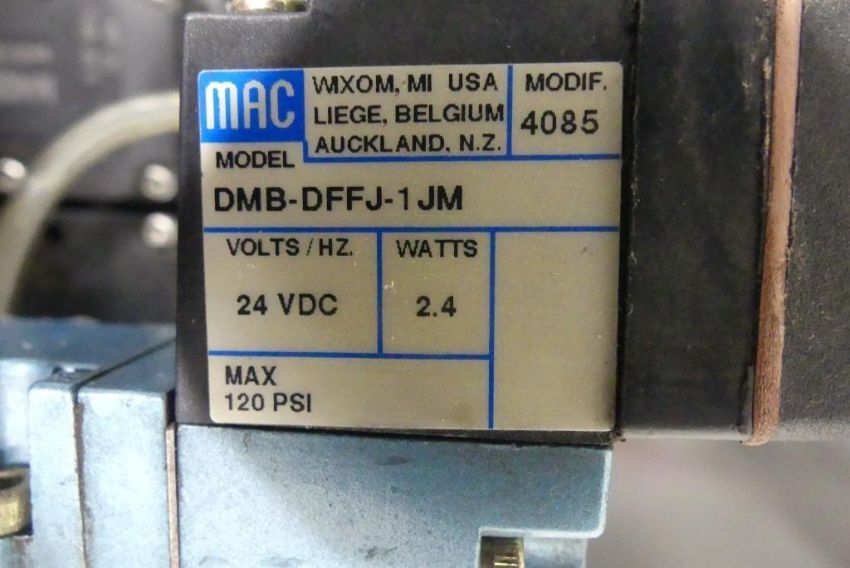 MAC
WIXOM, MI USA
LIEGE, BELGIUM
AUCKLAND, N.Z.
MODIF.
4085
MODEL
DMB-DFFJ-1JM
VOLTS / HZ.
24 VDC
WATTS
2.4
MAX
120 PSI